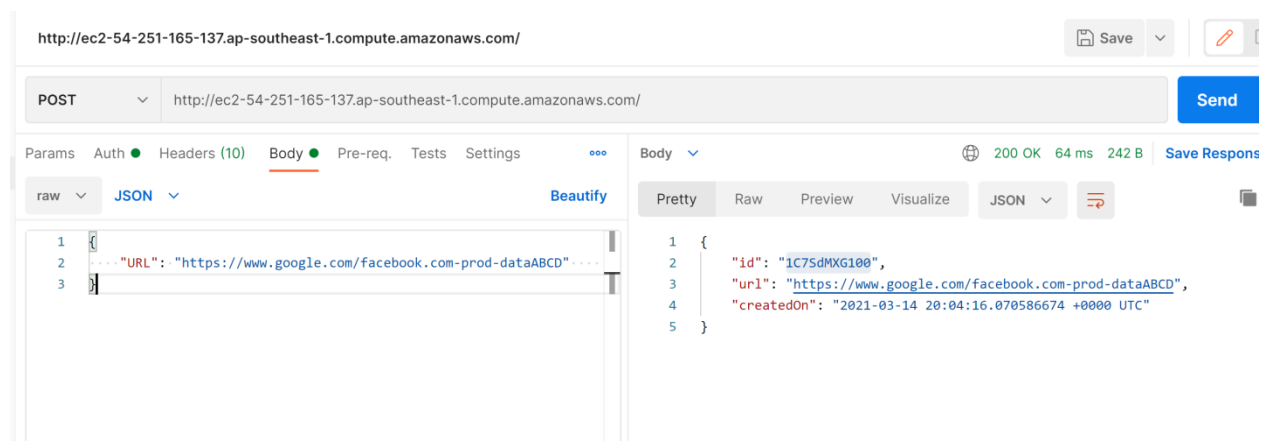 http://ec2-54-251-165-137.ap-southeast-1.compute.amazonaws.com/
Save
POST
http://ec2-54-251-165-137.ap-southeast-1.compute.amazonaws.com/
Send
Params Auth Headers (10) Body Pre-req. Tests Settings
Body
200 OK 64 ms 242 B Save Respons
raw JSON Beautify
Pretty Raw Preview Visualize JSON
1 {
2 "URL": "https://www.google.com/facebook.com-prod-dataABCD"
3 }
1 {
2 "id": "1C7SdMXG100",
3 "url": "https://www.google.com/facebook.com-prod-dataABCD",
4 "createdOn": "2021-03-14 20:04:16.070586674 +0000 UTC"
5 }